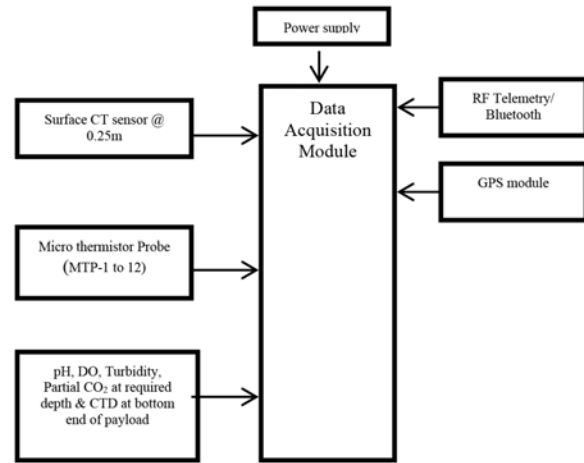 Power supply
Surface CT sensor @
0.25m
Data
Acquisition
Module
RF Telemetry/
Bluetooth
GPS module
Micro thermistor Probe
(MTP-1 to 12)
pH, DO, Turbidity,
Partial CO₂ at required
depth & CTD at bottom
end of payload